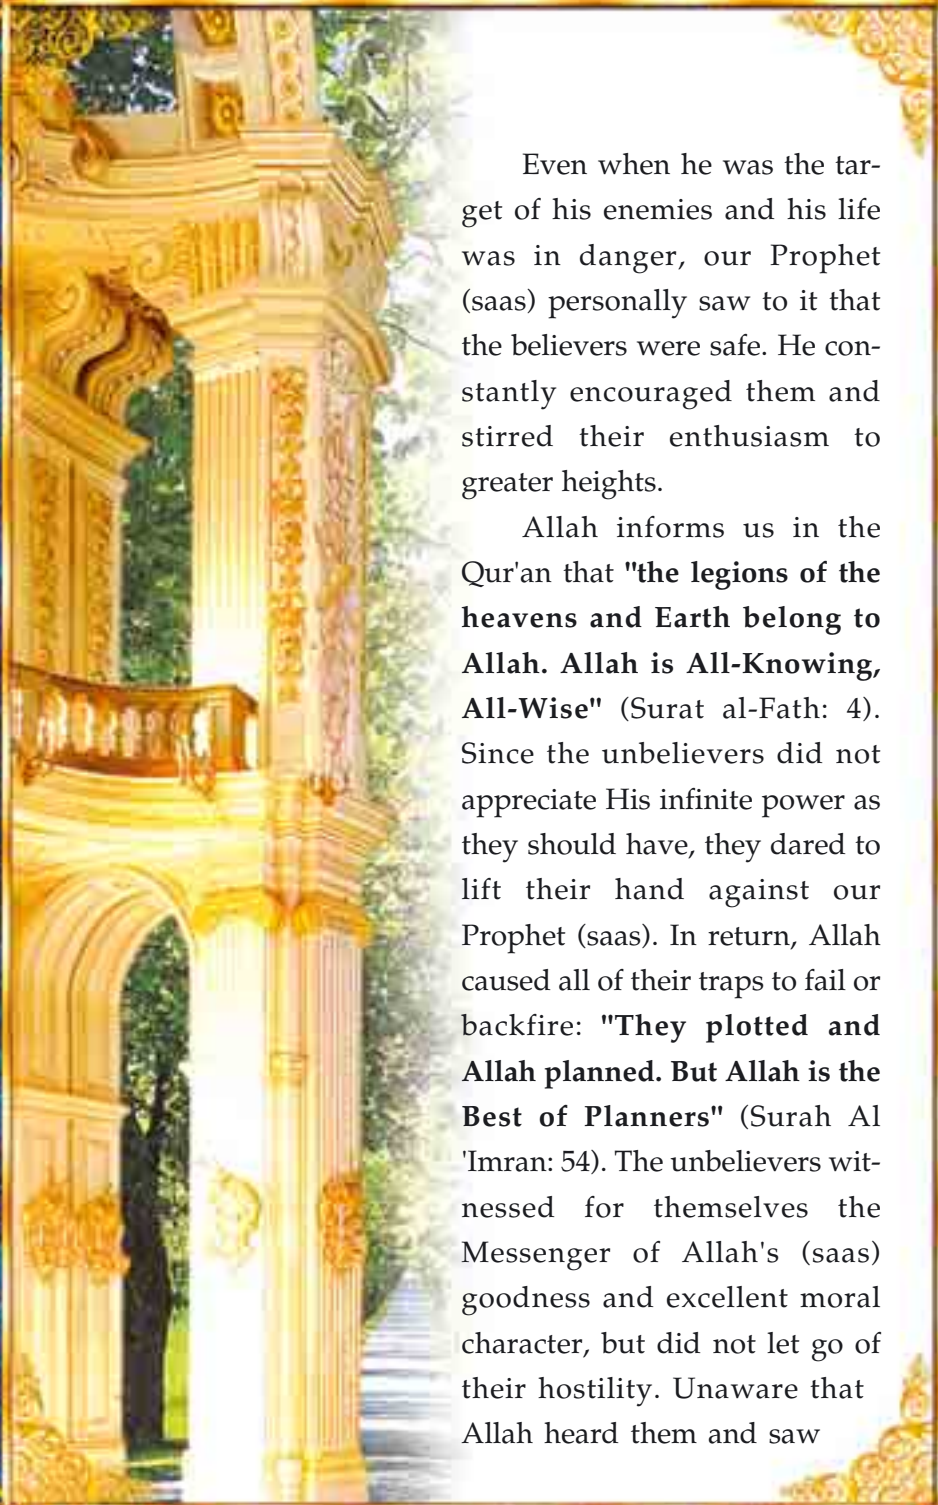 Even when he was the tar-
get of his enemies and his life
was in danger, our Prophet
(saas) personally saw to it that
the believers were safe. He con-
stantly encouraged them and
stirred their enthusiasm to
greater heights.
Allah informs us in the
Qur'an that "the legions of the
heavens and Earth belong to
Allah. Allah is All-Knowing,
All-Wise" (Surat al-Fath: 4).
Since the unbelievers did not
appreciate His infinite power as
they should have, they dared to
lift their hand against our
Prophet (saas). In return, Allah
caused all of their traps to fail or
backfire: "They plotted and
Allah planned. But Allah is the
Best of Planners" (Surah Al
'Imran: 54). The unbelievers wit-
nessed for themselves the
Messenger of Allah's (saas)
goodness and excellent moral
character, but did not let go of
their hostility. Unaware that
Allah heard them and saw